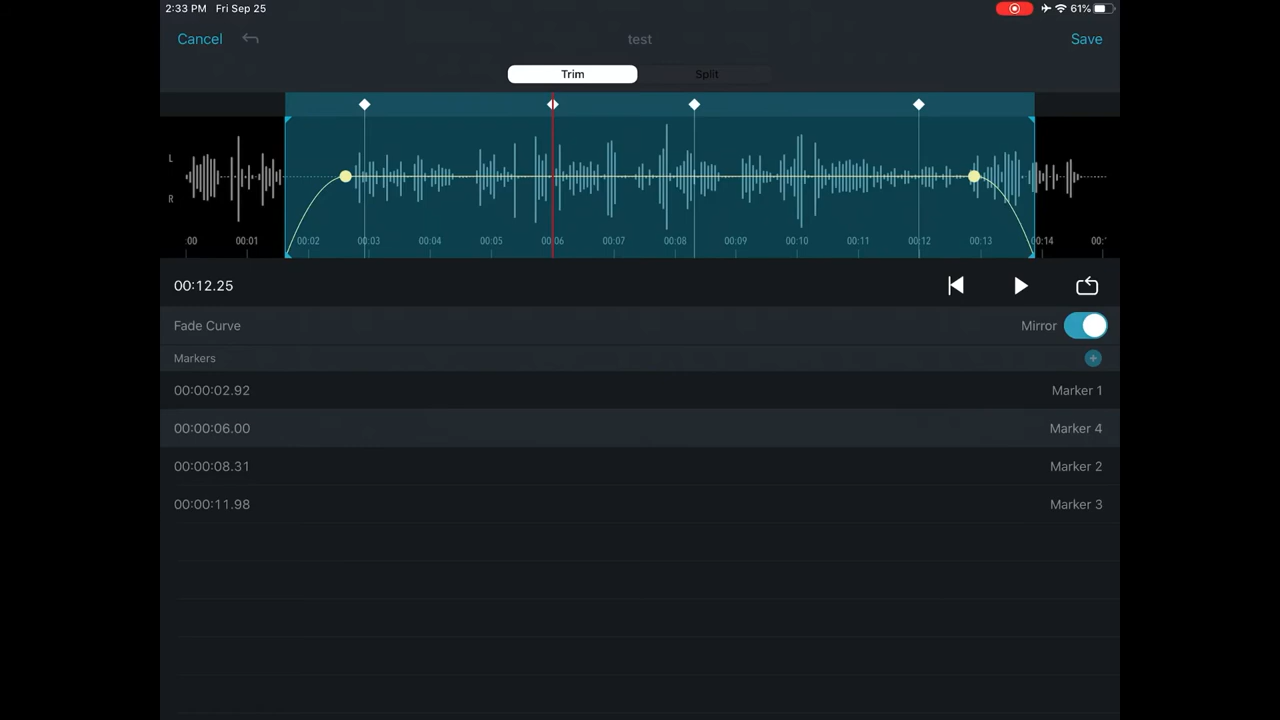 2:33 PM Fri Sep 25 61%
Cancel test Save
Trim Split
L
R
:00 00:01 00:02 00:03 00:04 00:05 00:06 00:07 00:08 00:09 00:10 00:11 00:12 00:13 00:14 00:
00:12.25
Fade Curve Mirror
Markers
00:00:02.92 Marker 1
00:00:06.00 Marker 4
00:00:08.31 Marker 2
00:00:11.98 Marker 3